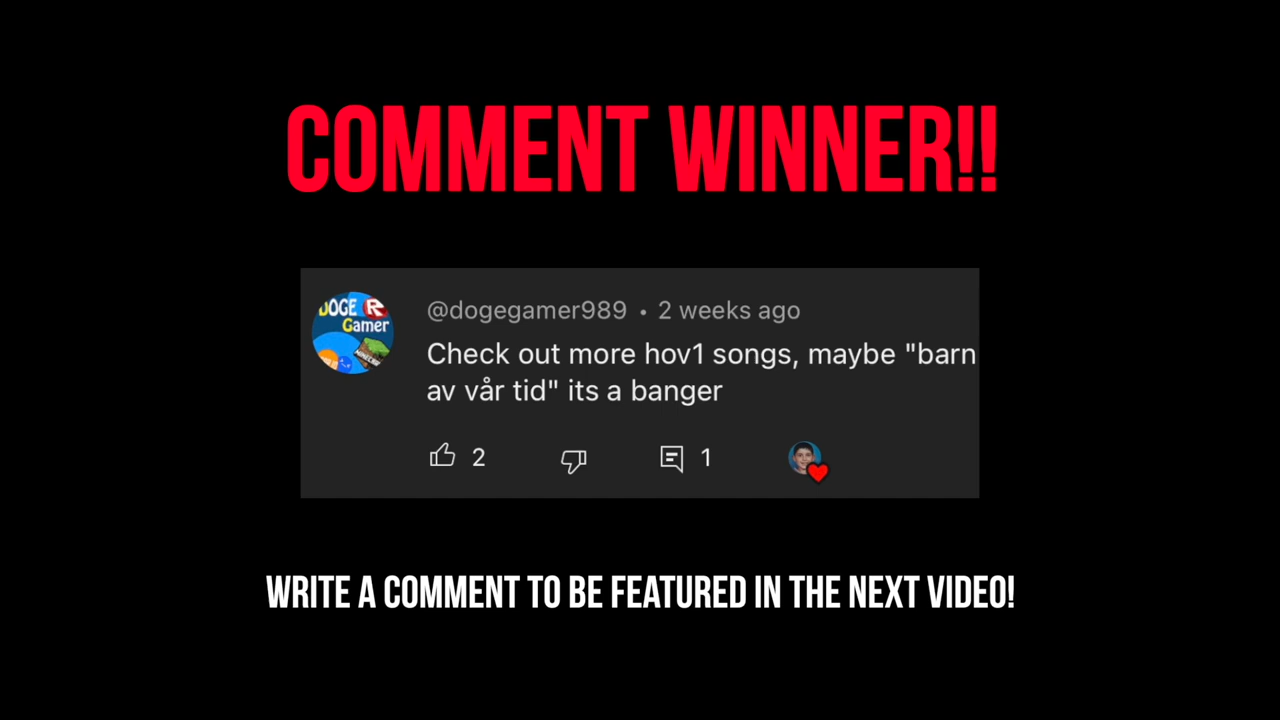 COMMENT WINNER!!
DOGE R
Gamer
@dogegamer989 • 2 weeks ago
Check out more hov1 songs, maybe "barn
av vår tid" its a banger
2 1
WRITE A COMMENT TO BE FEATURED IN THE NEXT VIDEO!